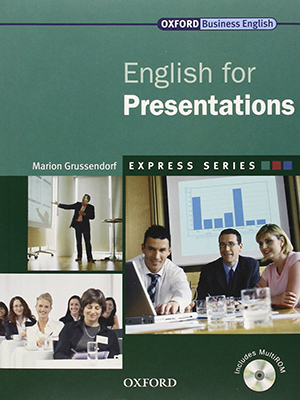 OXFORD Business English
English for
Presentations
Marion Grussendorf
EXPRESS SERIES
Includes MultiROM
OXFORD